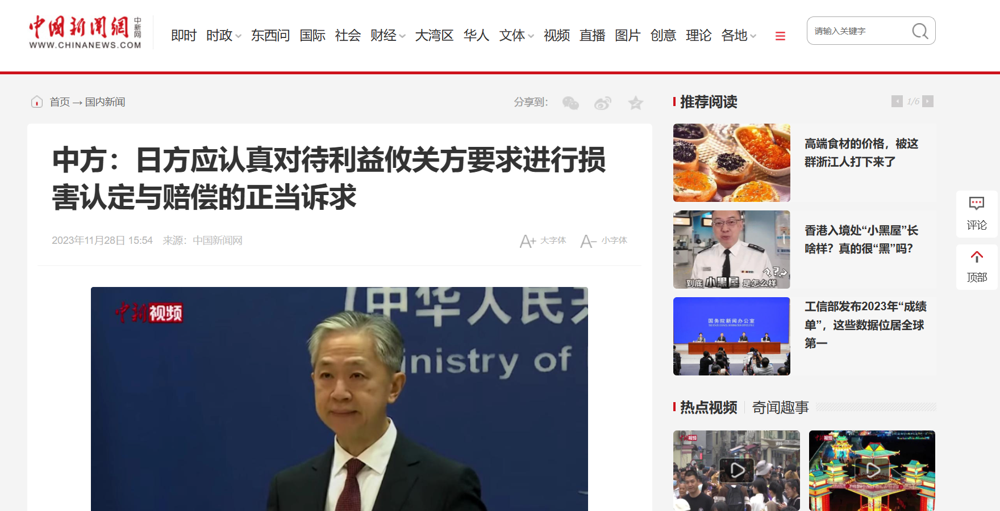 中国新闻網 中新网
WWW.CHINANEWS.COM
即时 时政 东西问 国际 社会 财经 大湾区 华人 文体 视频 直播 图片 创意 理论 各地
请输入关键字
首页 → 国内新闻
分享到：
中方：日方应认真对待利益攸关方要求进行损
害认定与赔偿的正当诉求
2023年11月28日 15:54 来源：中国新闻网
A+ 大字体 A- 小字体
中新视频
中华人民共
inistry of
推荐阅读
1/6
高端食材的价格，被这
群浙江人打下来了
到底 小黑屋 是怎么样
???
香港入境处“小黑屋”长
啥样？真的很“黑”吗？
国务院新闻办公室
工信部发布2023年“成绩
单”，这些数据位居全球
第一
热点视频 奇闻趣事
中新视频
资料
中新视频
评论
顶部